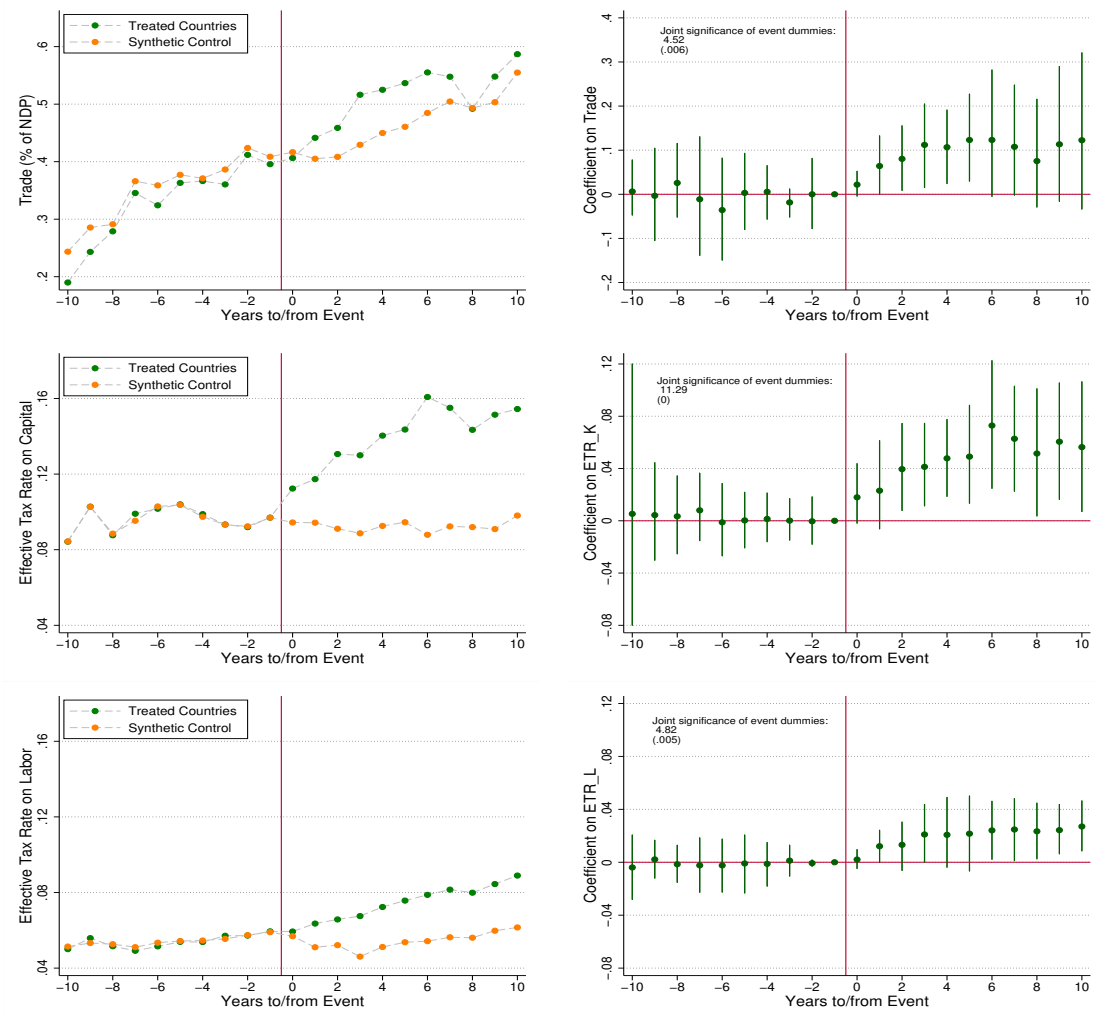 Treated Countries
Synthetic Control
Trade (% of NDP)
.6
.5
.4
.3
.2
−10 −8 −6 −4 −2 0 2 4 6 8 10
Years to/from Event
Joint significance of event dummies:
4.52
(.006)
Coefficient on Trade
.4
.3
.2
.1
0
−.1
−.2
−10 −8 −6 −4 −2 0 2 4 6 8 10
Years to/from Event
Treated Countries
Synthetic Control
Effective Tax Rate on Capital
.16
.12
.08
.04
−10 −8 −6 −4 −2 0 2 4 6 8 10
Years to/from Event
Joint significance of event dummies:
11.29
(0)
Coefficient on ETR_K
.12
.08
.04
0
−.04
−.08
−10 −8 −6 −4 −2 0 2 4 6 8 10
Years to/from Event
Treated Countries
Synthetic Control
Effective Tax Rate on Labor
.16
.12
.08
.04
−10 −8 −6 −4 −2 0 2 4 6 8 10
Years to/from Event
Joint significance of event dummies:
4.82
(.005)
Coefficient on ETR_L
.12
.08
.04
0
−.04
−.08
−10 −8 −6 −4 −2 0 2 4 6 8 10
Years to/from Event